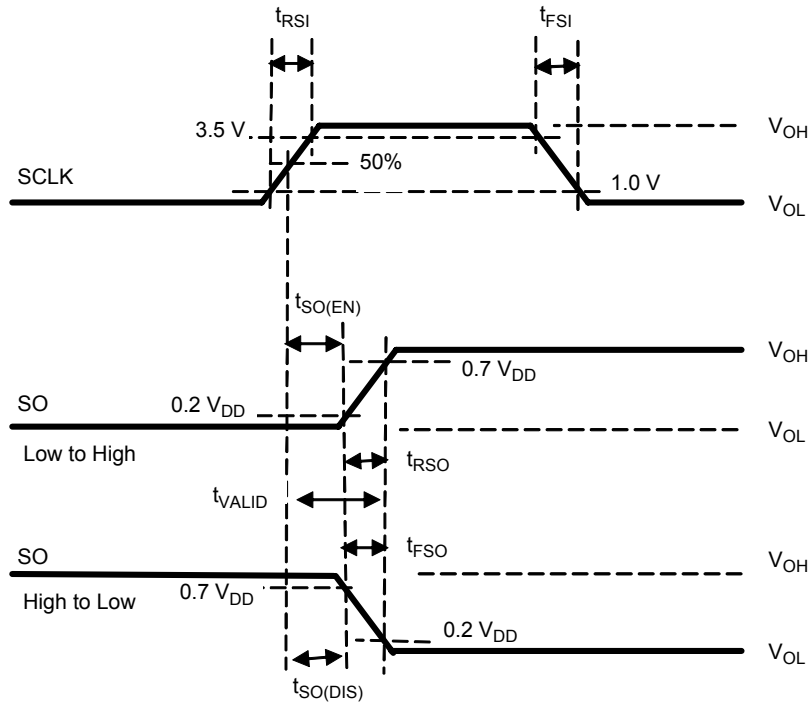 tRSI
tFSI
3.5 V
VOH
50%
SCLK
1.0 V
VOL
tSO(EN)
VOH
0.7 VDD
SO
0.2 VDD
VOL
Low to High
tRSO
tVALID
SO
tFSO
VOH
High to Low
0.7 VDD
0.2 VDD
VOL
tSO(DIS)